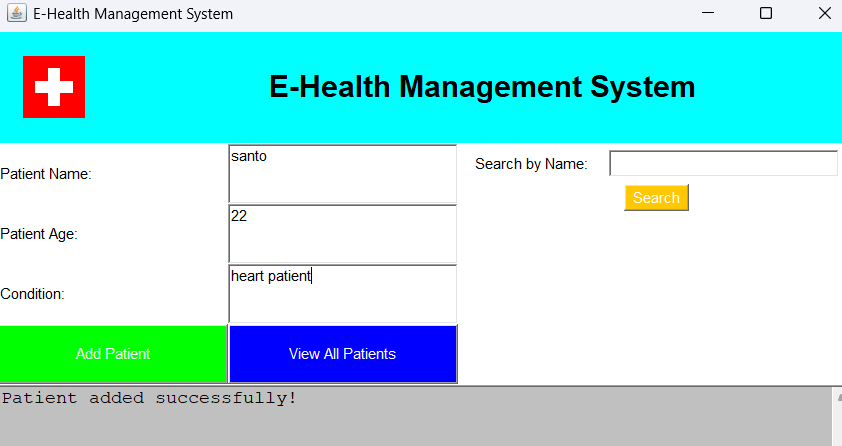 E-Health Management System
E-Health Management System
Patient Name:
santo
Patient Age:
22
Condition:
heart patient
Add Patient
View All Patients
Search by Name:
Search
Patient added successfully!